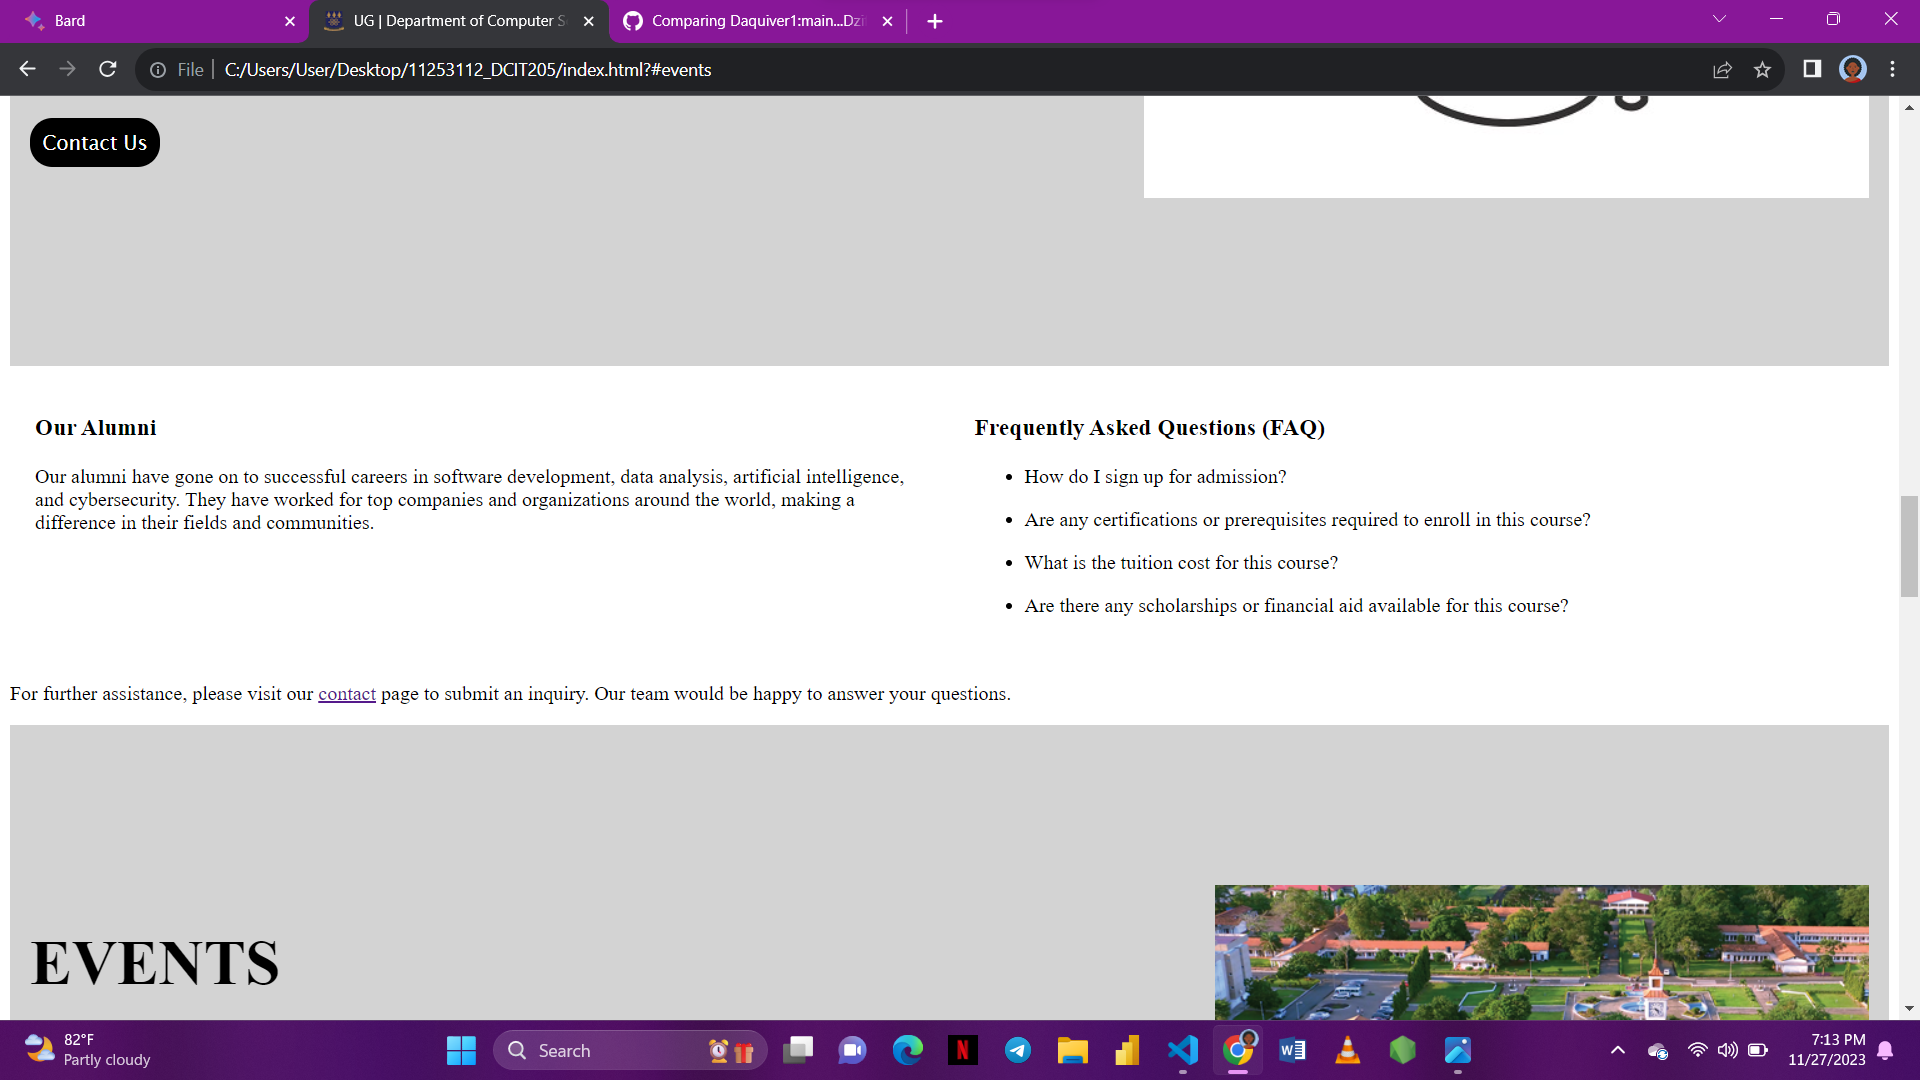 Bard
UG | Department of Computer S
Comparing Daquiver1:main...Dzi
File
C:/Users/User/Desktop/11253112_DCIT205/index.html?#events
Contact Us
Our Alumni
Our alumni have gone on to successful careers in software development, data analysis, artificial intelligence,
and cybersecurity. They have worked for top companies and organizations around the world, making a
difference in their fields and communities.
Frequently Asked Questions (FAQ)
• How do I sign up for admission?
• Are any certifications or prerequisites required to enroll in this course?
• What is the tuition cost for this course?
• Are there any scholarships or financial aid available for this course?
For further assistance, please visit our contact page to submit an inquiry. Our team would be happy to answer your questions.
EVENTS
82°F
Partly cloudy
Search
N
W
7:13 PM
11/27/2023